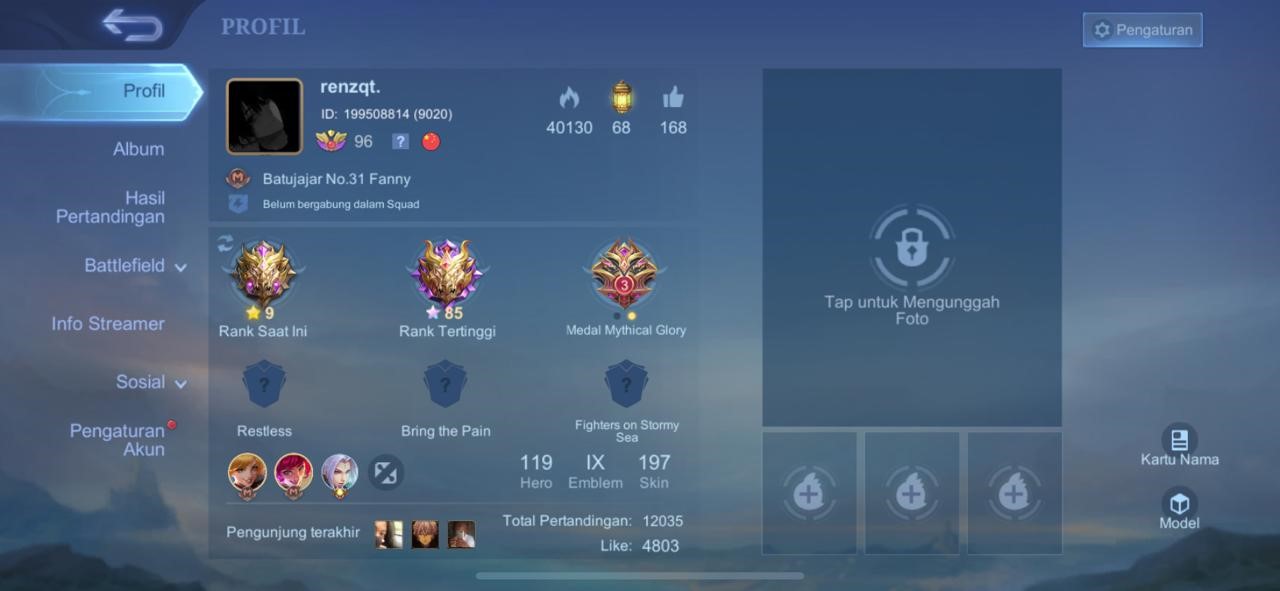 PROFIL
Pengaturan
Profil
Album
Hasil
Pertandingan
Battlefield
Info Streamer
Sosial
Pengaturan
Akun
renzqt.
ID: 199508814 (9020)
96
?
40130
68
168
M
Batujajar No.31 Fanny
Belum bergabung dalam Squad
9
Rank Saat Ini
85
Rank Tertinggi
3
Medal Mythical Glory
?
Restless
?
Bring the Pain
?
Fighters on Stormy
Sea
M
M
119
Hero
IX
Emblem
197
Skin
Pengunjung terakhir
Total Pertandingan: 12035
Like: 4803
Tap untuk Mengunggah
Foto
Kartu Nama
Model